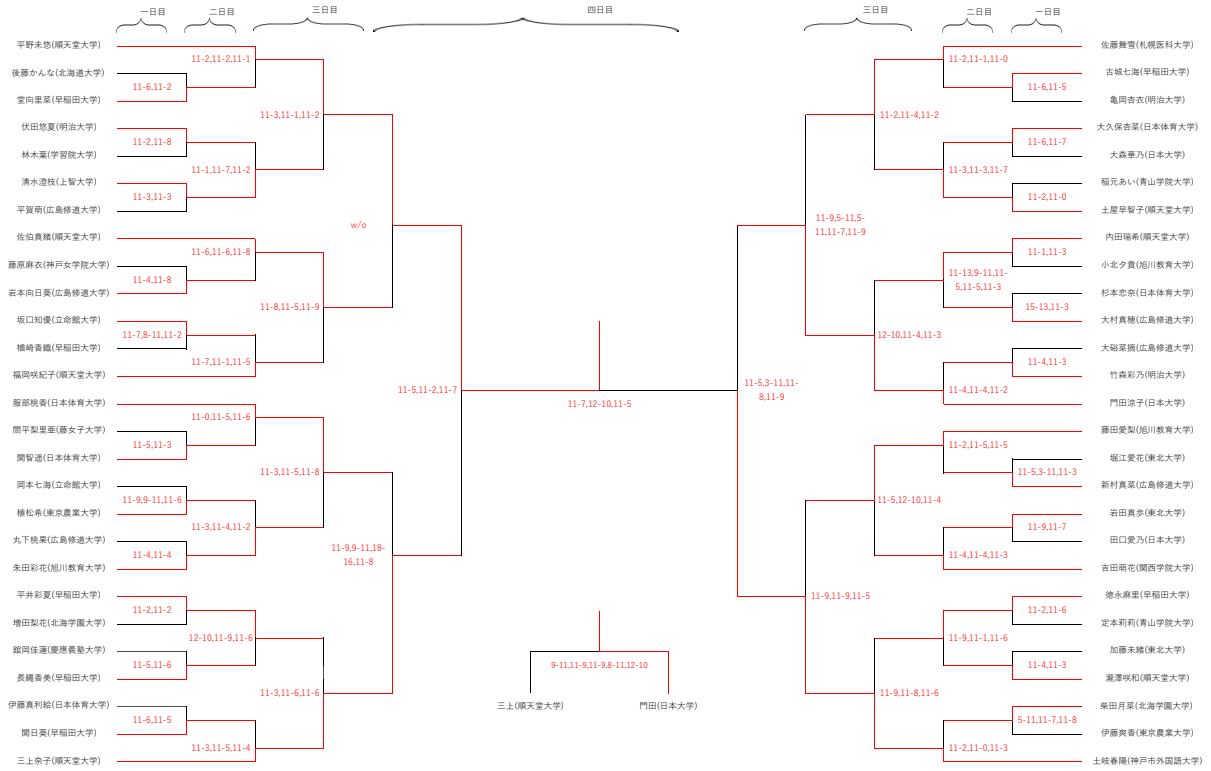 一日目
二日目
三日目
四日目
三日目
二日目
一日目
平野未悠(順天堂大学)
後藤かんな(北海道大学)
堂向里菜(早稲田大学)
伏田悠夏(明治大学)
林木葉(学習院大学)
清水澄枝(上智大学)
平賀萌(広島修道大学)
佐伯真緒(順天堂大学)
藤原麻衣(神戸女学院大学)
岩本向日葵(広島修道大学)
坂口知優(立命館大学)
楢崎香織(早稲田大学)
福岡咲紀子(順天堂大学)
服部桃香(日本体育大学)
間平梨里亜(藤女子大学)
関智遥(日本体育大学)
岡本七海(立命館大学)
植松希(東京農業大学)
丸下桃果(広島修道大学)
朱田彩花(旭川教育大学)
平井彩夏(早稲田大学)
増田梨花(北海学園大学)
舘岡佳蓮(慶應義塾大学)
長縄香美(早稲田大学)
伊藤真利絵(日本体育大学)
関日葵(早稲田大学)
三上奈子(順天堂大学)
11-6,11-2
11-2,11-8
11-3,11-3
11-4,11-8
11-7,8-11,11-2
11-5,11-3
11-9,9-11,11-6
11-4,11-4
11-2,11-2
11-5,11-6
11-6,11-5
11-2,11-2,11-1
11-1,11-7,11-2
11-6,11-6,11-8
11-7,11-1,11-5
11-0,11-5,11-6
11-3,11-4,11-2
12-10,11-9,11-6
11-3,11-5,11-4
11-3,11-1,11-2
11-8,11-5,11-9
11-3,11-5,11-8
11-3,11-6,11-6
w/o
11-9,9-11,18-
16,11-8
11-5,11-2,11-7
11-7,12-10,11-5
11-5,3-11,11-
8,11-9
11-9,5-11,5-
11,11-7,11-9
11-9,11-9,11-5
11-2,11-4,11-2
12-10,11-4,11-3
11-5,12-10,11-4
11-9,11-8,11-6
11-2,11-1,11-0
11-3,11-3,11-7
11-13,9-11,11-
5,11-5,11-3
11-4,11-4,11-2
11-2,11-5,11-5
11-4,11-4,11-3
11-9,11-1,11-6
11-2,11-0,11-3
11-6,11-5
11-6,11-7
11-2,11-0
11-1,11-3
15-13,11-3
11-4,11-3
11-5,3-11,11-3
11-9,11-7
11-2,11-6
11-4,11-3
5-11,11-7,11-8
佐藤舞雪(札幌医科大学)
古城七海(早稲田大学)
亀岡杏衣(明治大学)
大久保杏菜(日本体育大学)
大森華乃(日本大学)
稲元あい(青山学院大学)
土屋早智子(順天堂大学)
内田瑞希(順天堂大学)
小北夕貴(旭川教育大学)
杉本恋奈(日本体育大学)
大村真穂(広島修道大学)
大硲菜摘(広島修道大学)
竹森彩乃(明治大学)
門田涼子(日本大学)
藤田愛梨(旭川教育大学)
堀江愛花(東北大学)
新村真菜(広島修道大学)
岩田真歩(東北大学)
田口愛乃(日本大学)
吉田萌花(関西学院大学)
徳永麻里(早稲田大学)
定本莉莉(青山学院大学)
加藤未緒(東北大学)
瀧澤咲和(順天堂大学)
柴田月菜(北海学園大学)
伊藤爽香(東京農業大学)
土岐春陽(神戸市外国語大学)
9-11,11-9,11-9,8-11,12-10
三上(順天堂大学)
門田(日本大学)